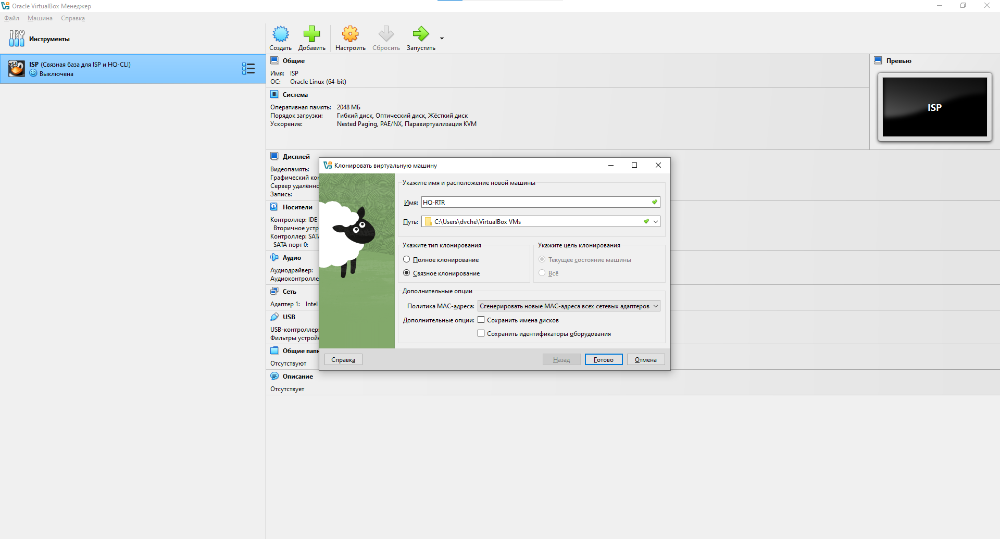 Oracle VirtualBox Менеджер
Файл Машина Справка
Инструменты
Создать Добавить Настроить Сбросить Запустить
x64
ISP (Связная база для ISP и HQ-CLI)
Выключена
Общие
Имя: ISP
ОС: Oracle Linux (64-bit)
Превью
ISP
Система
Оперативная память: 2048 МБ
Порядок загрузки: Гибкий диск, Оптический диск, Жёсткий диск
Ускорение: Nested Paging, PAE/NX, Паравиртуализация KVM
Дисплей
Видеопамять:
Графический кон
Сервер удалённо
Запись:
Носители
Контроллер: IDE
Вторичное устр
Контроллер: SATA
SATA порт 0:
Аудио
Аудиодрайвер:
Аудиоконтролле
Сеть
Адаптер 1: Intel
USB
USB-контроллер:
Фильтры устройс
Общие папк
Отсутствуют
Описание
Отсутствует
Клонировать виртуальную машину
Укажите имя и расположение новой машины
Имя: HQ-RTR
Путь: C:\Users\dvche\VirtualBox VMs
Укажите тип клонирования
Полное клонирование
Связное клонирование
Укажите цель клонирования
Текущее состояние машины
Всё
Дополнительные опции
Политика MAC-адреса: Сгенерировать новые MAC-адреса всех сетевых адаптеров
Дополнительные опции: Сохранить имена дисков
Сохранить идентификаторы оборудования
Справка Назад Готово Отмена